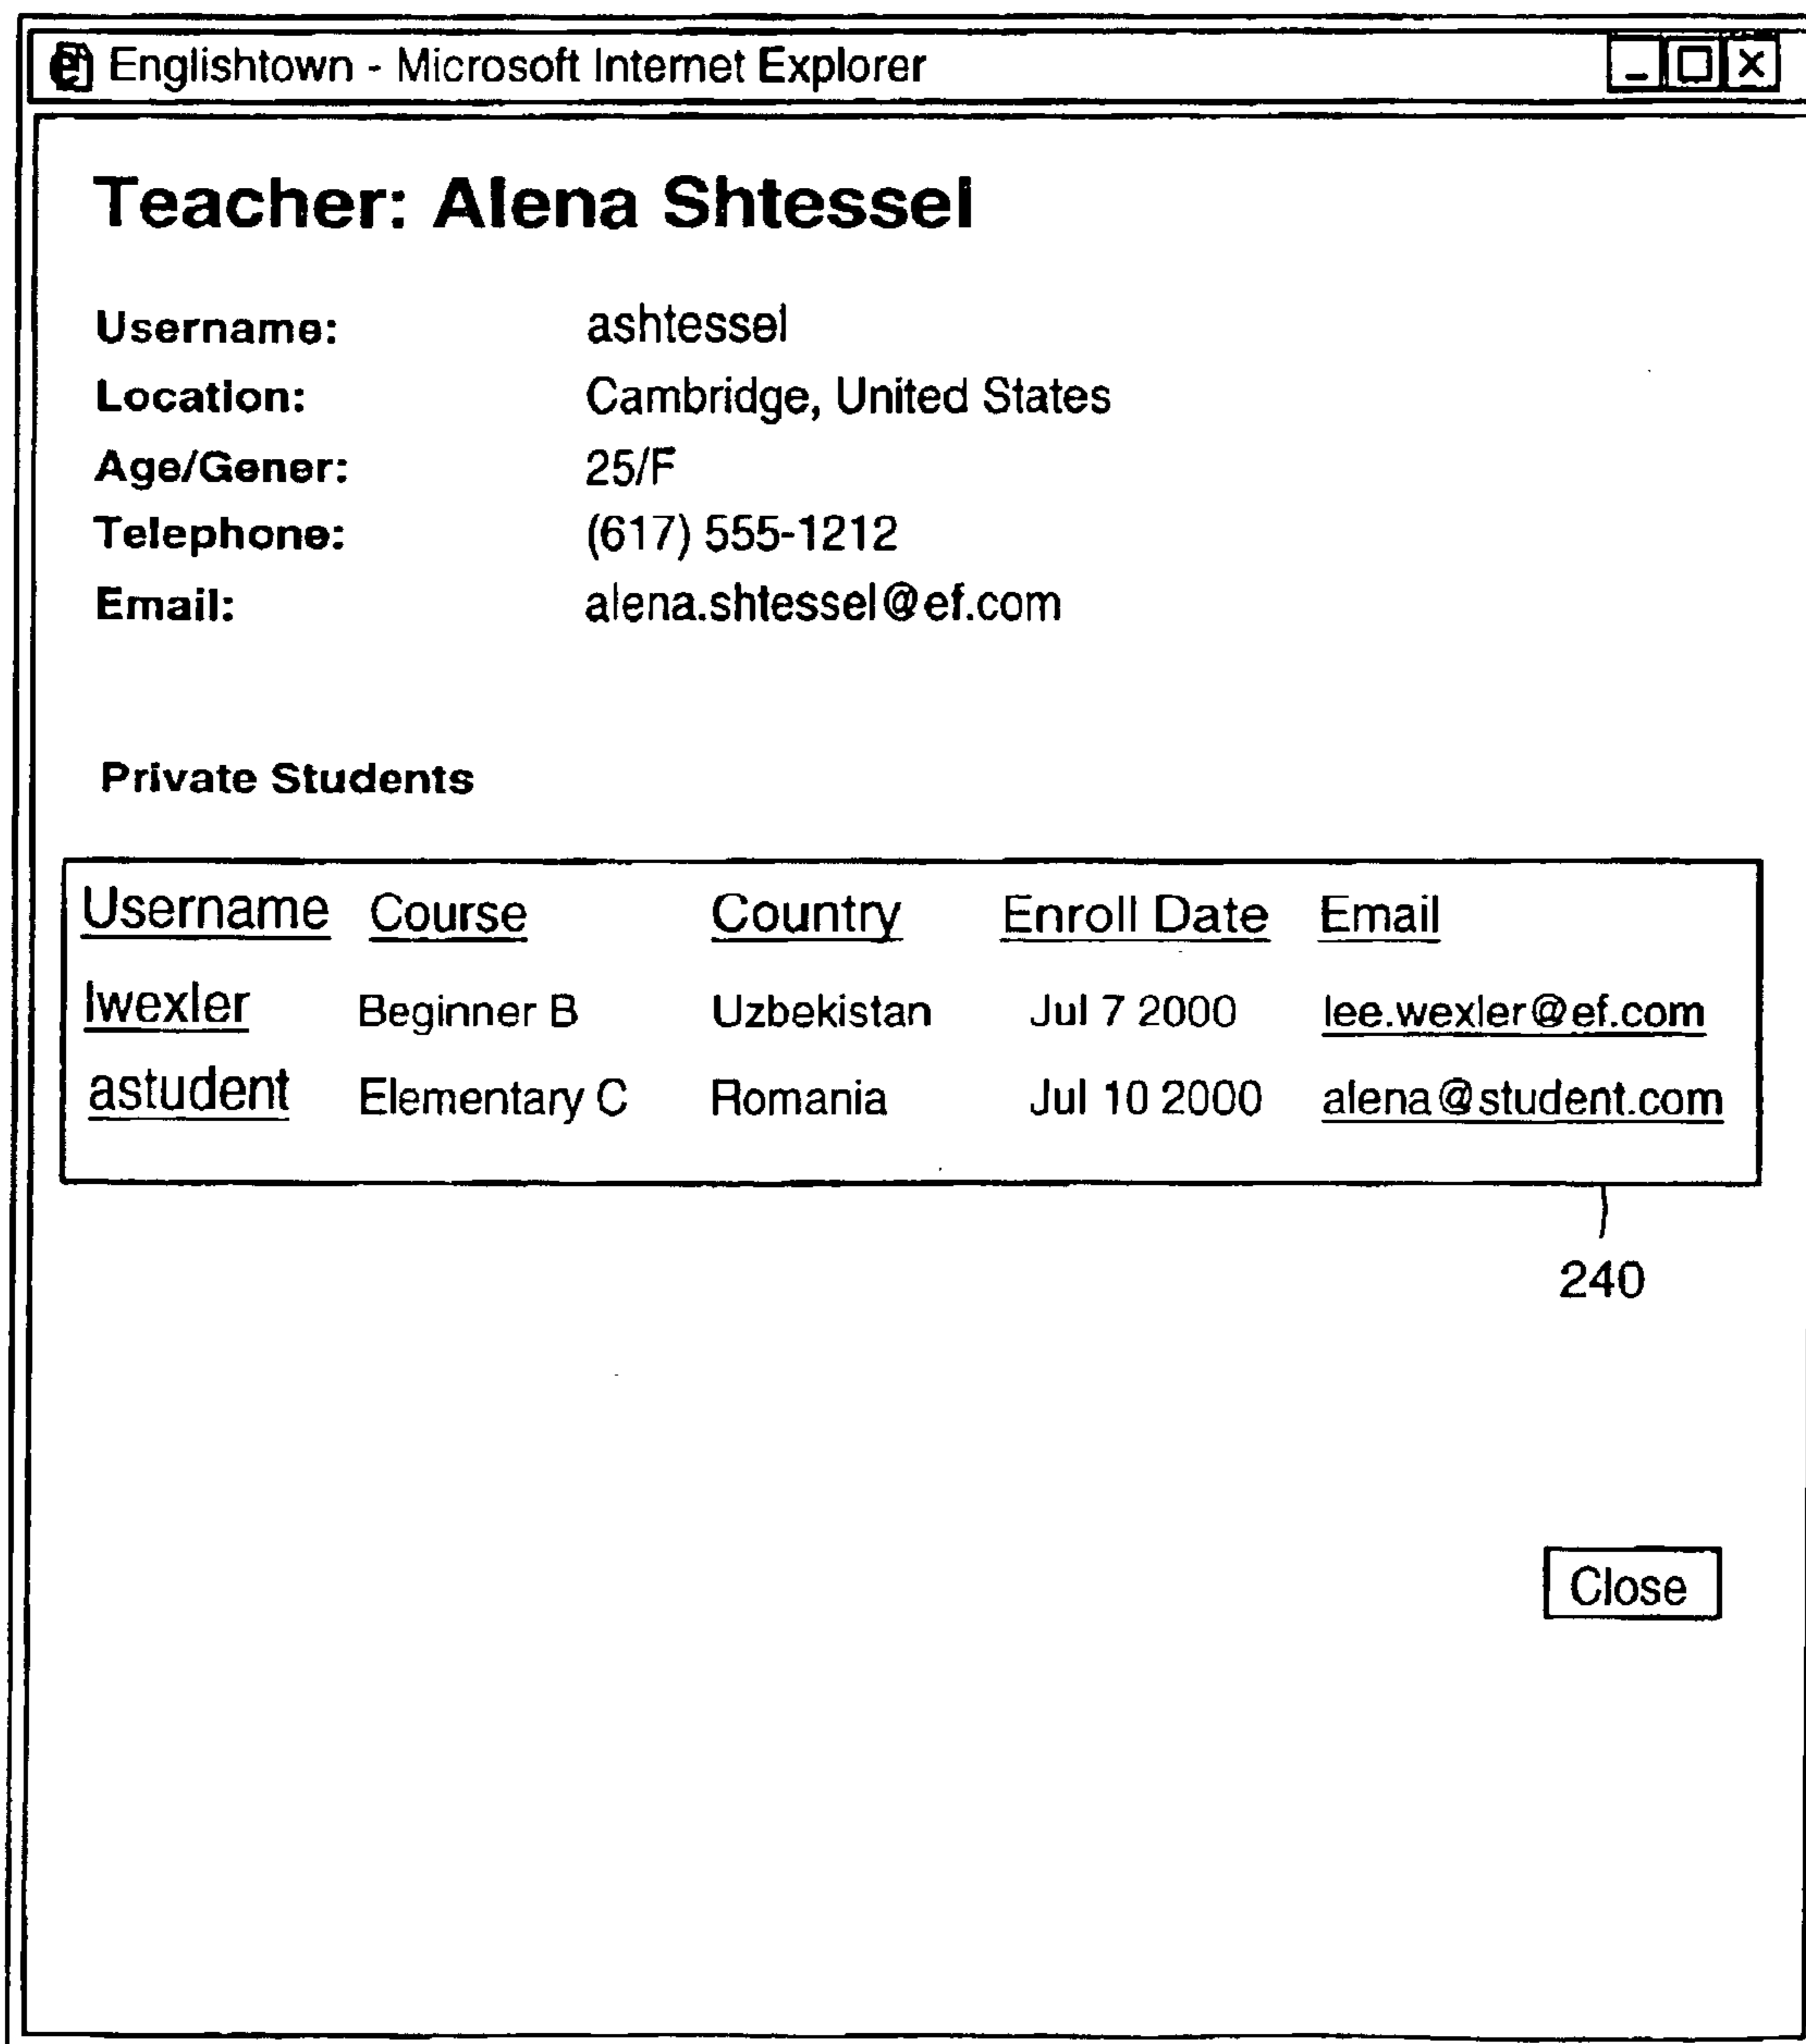 Englishtown - Microsoft Internet Explorer
Teacher: Alena Shtessel
Username: ashtessel
Location: Cambridge, United States
Age/Gener: 25/F
Telephone: (617) 555-1212
Email: alena.shtessel@ef.com
Private Students
Username Course Country Enroll Date Email
lwexler Beginner B Uzbekistan Jul 7 2000 lee.wexler@ef.com
astudent Elementary C Romania Jul 10 2000 alena@student.com
240
Close